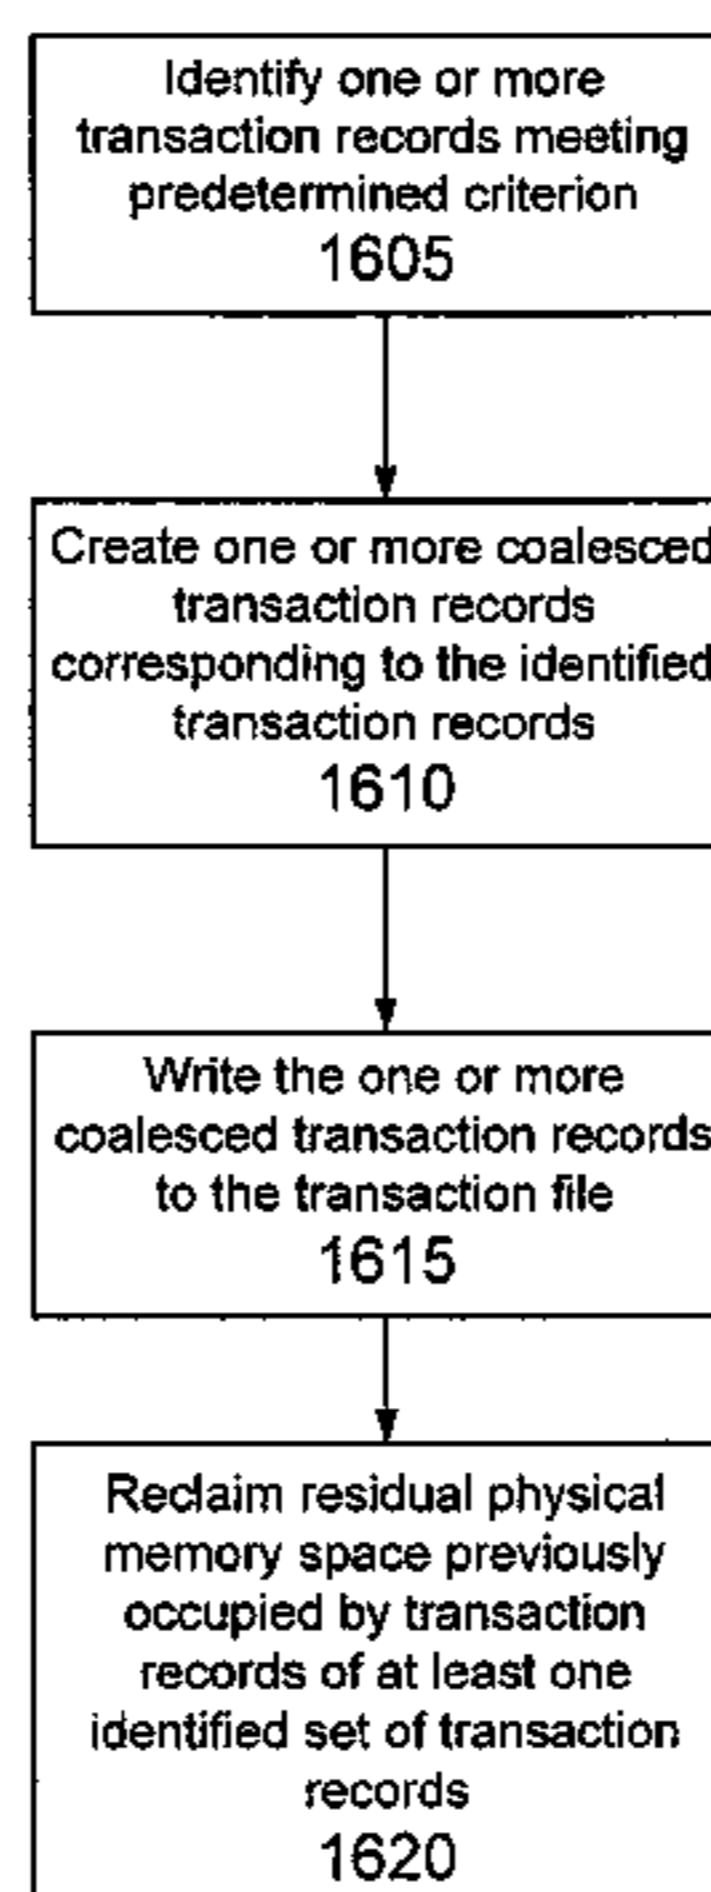 Identify one or more
transaction records meeting
predetermined criterion
1605
Create one or more coalesced
transaction records
corresponding to the identified
transaction records
1610
Write the one or more
coalesced transaction records
to the transaction file
1615
Reclaim residual physical
memory space previously
occupied by transaction
records of at least one
identified set of transaction
records
1620